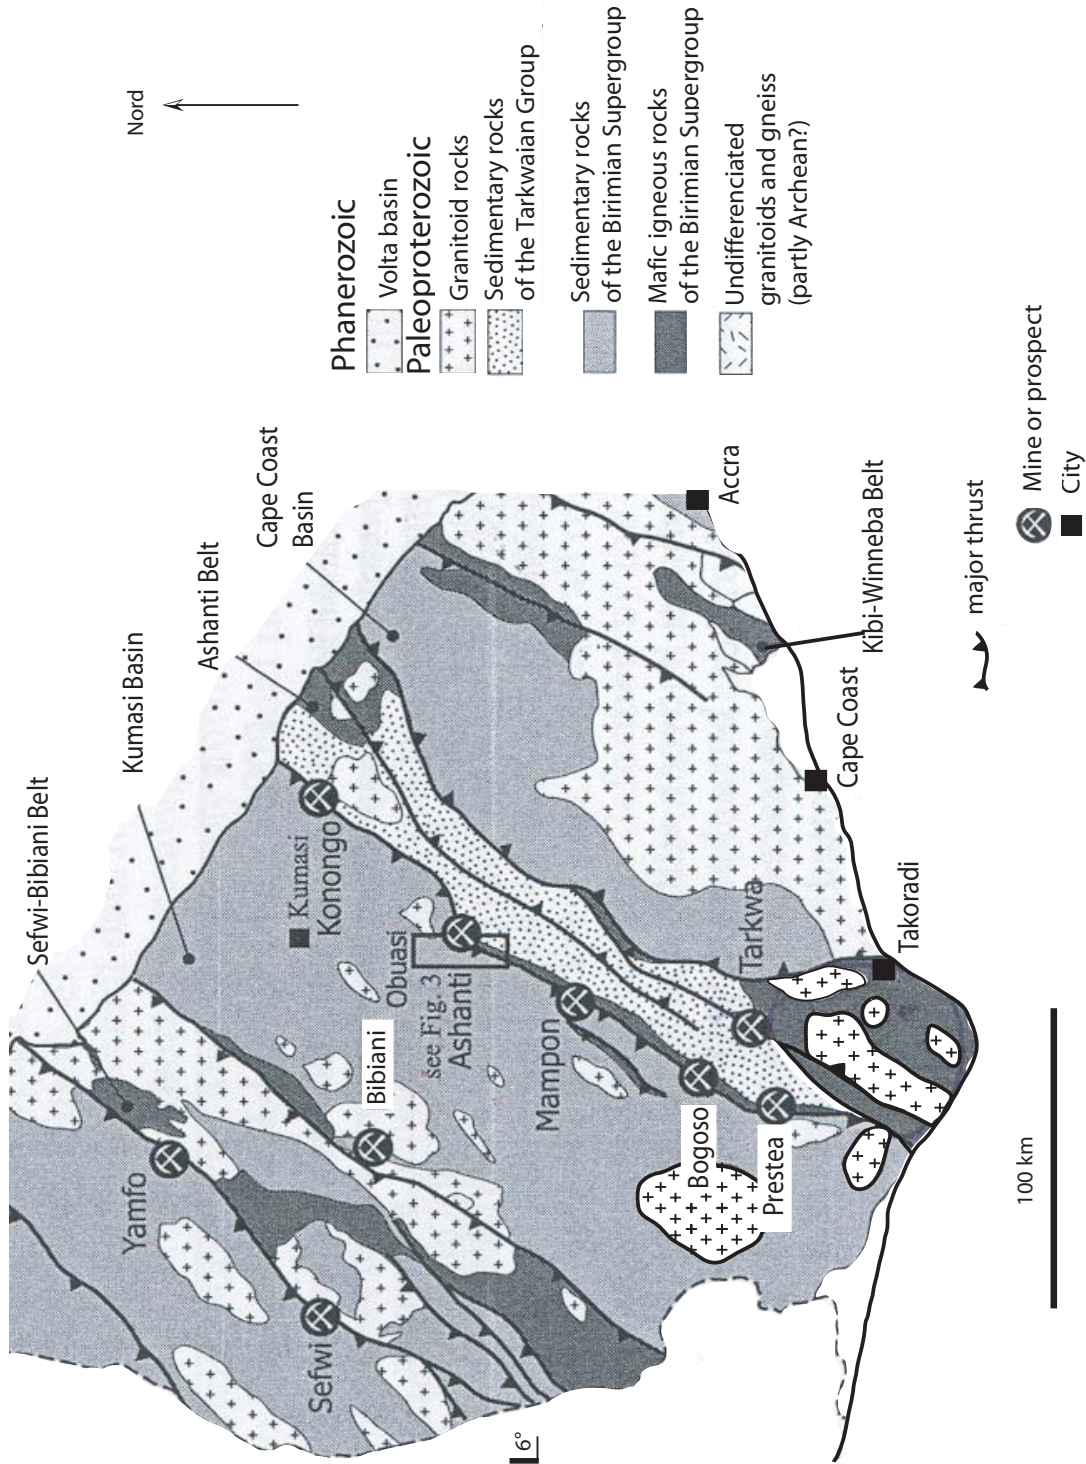 Nord
Phanerozoic
Volta basin
Paleoproterozoic
Granitoid rocks
Sedimentary rocks
of the Tarkwaian Group
Sedimentary rocks
of the Birimian Supergroup
Mafic igneous rocks
of the Birimian Supergroup
Undifferenciated
granitoids and gneiss
(partly Archean?)
Mine or prospect
City
major thrust
Sefwi-Bibiani Belt
Kumasi Basin
Ashanti Belt
Cape Coast
Basin
Kibi-Winneba Belt
Accra
Cape Coast
Takoradi
Tarkwa
Kumasi
Konongo
Obuasi
see Fig. 3
Ashanti
Mampon
Bibiani
Bogoso
Prestea
Yamfo
Sefwi
6°
100 km